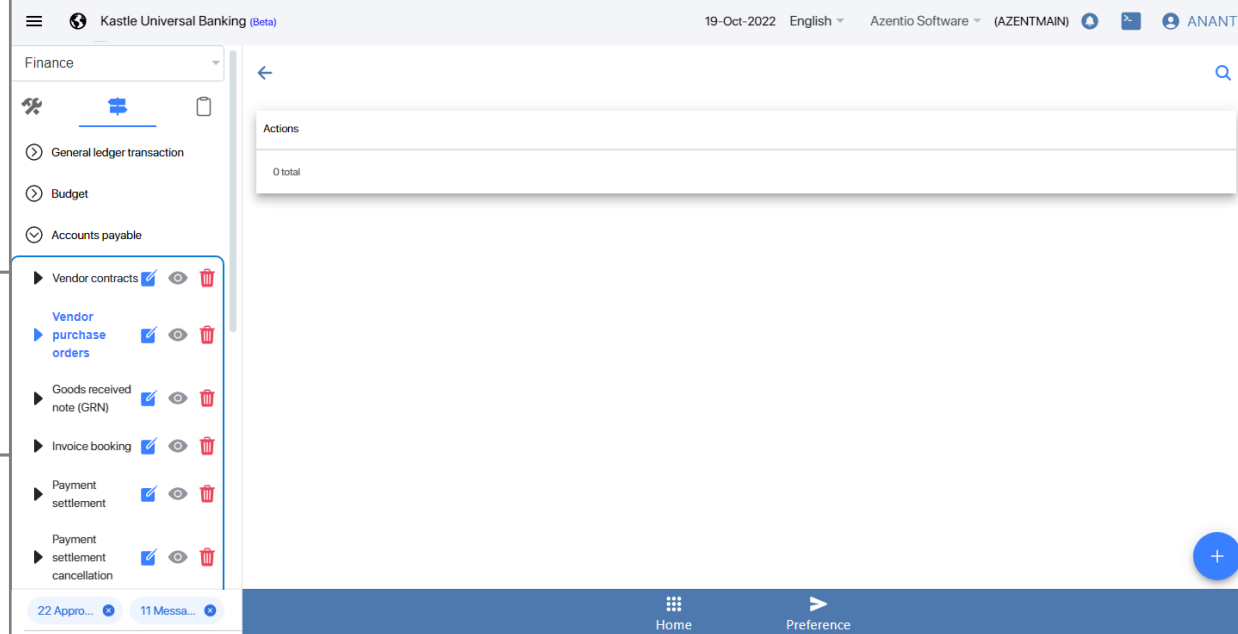 Kastle Universal Banking (Beta)
19-Oct-2022 English Azentio Software (AZENTMAIN) ANANT
Finance
General ledger transaction
Budget
Accounts payable
Vendor contracts
Vendor
purchase
orders
Goods received
note (GRN)
Invoice booking
Payment
settlement
Payment
settlement
cancellation
22 Appro...
11 Messa...
Actions
0 total
Home
Preference